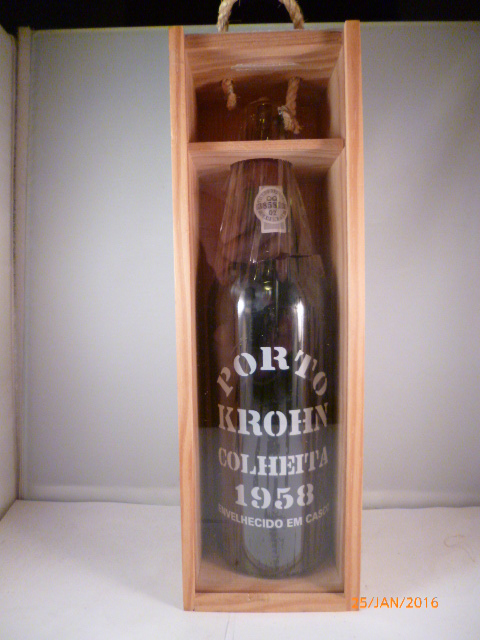 PORTO
KROHN
COLHEITA
1958
ENVELHECIDO EM CASCO
25/JAN/2016